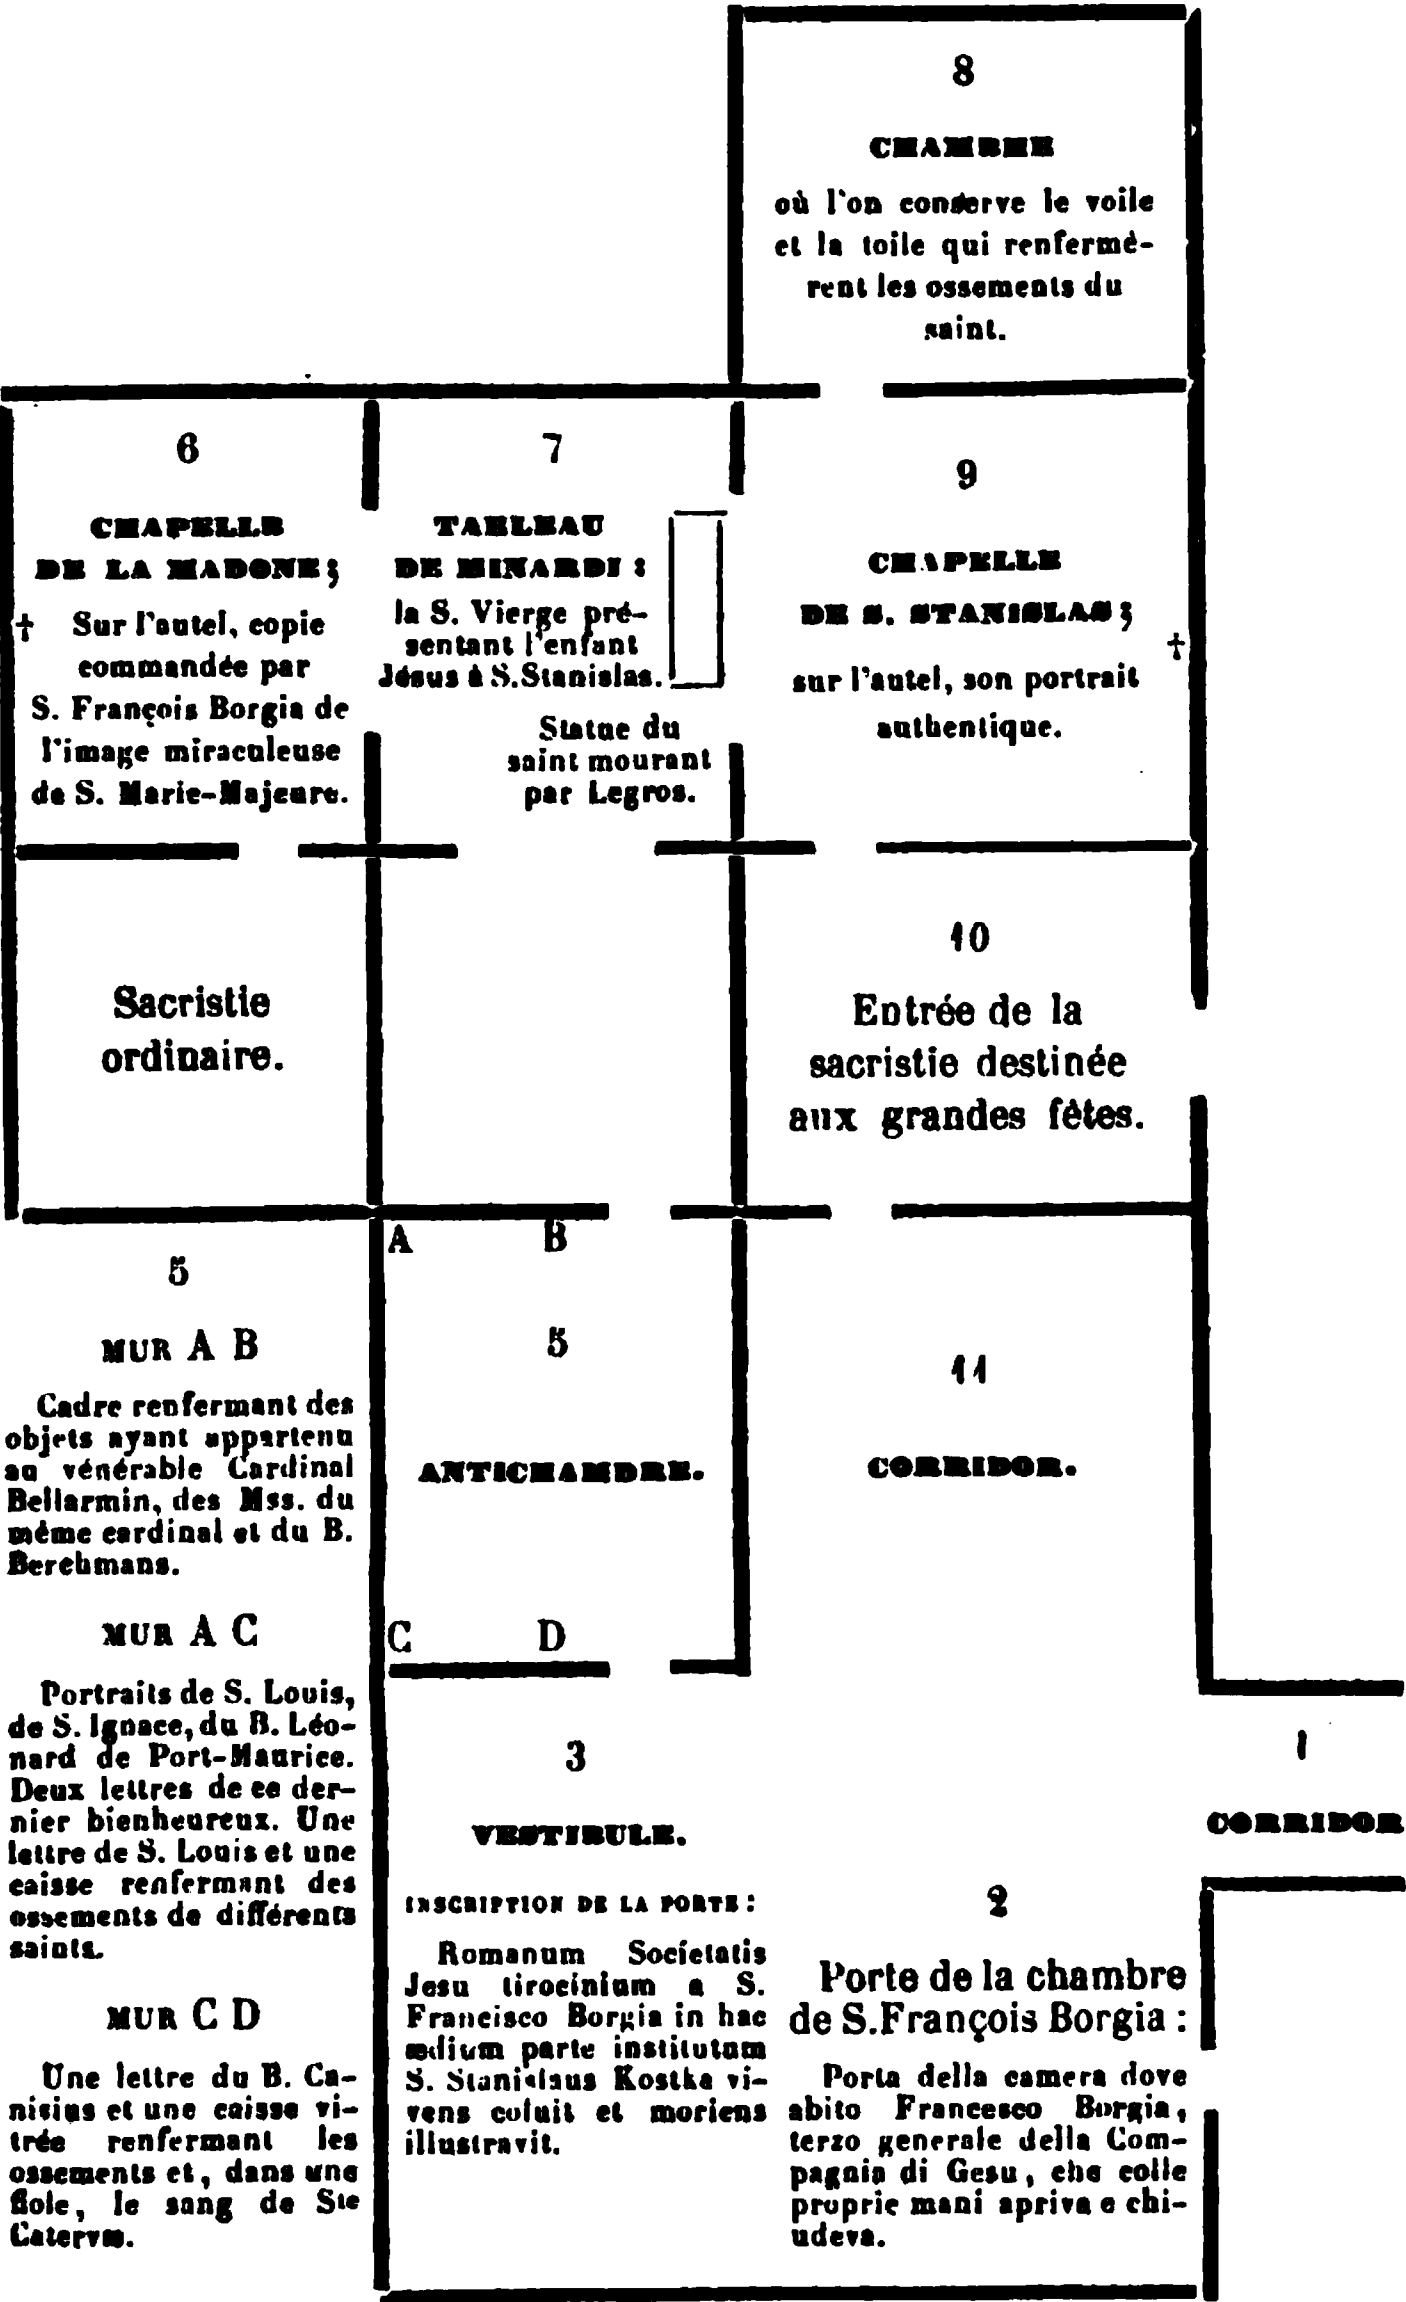 8
CHAMBRE
où l'on conserve le voile
et la toile qui renfermè-
rent les ossements du
saint.
6
CHAPELLE
DE LA MADONE;
† Sur l'autel, copie
commandée par
S. François Borgia de
l'image miraculeuse
de S. Marie-Majeure.
7
TABLEAU
DE MINARDI :
la S. Vierge pré-
sentant l'enfant
Jésus à S. Stanislas.
Statue du
saint mourant
par Legros.
9
CHAPELLE
DE S. STANISLAS;
†
sur l'autel, son portrait
authentique.
Sacristie
ordinaire.
10
Entrée de la
sacristie destinée
aux grandes fêtes.
A B
5
MUR A B
Cadre renfermant des
objets ayant appartenu
au vénérable Cardinal
Bellarmin, des Mss. du
même cardinal et du B.
Berchmans.
MUR A C
Portraits de S. Louis,
de S. Ignace, du B. Léo-
nard de Port-Maurice.
Deux lettres de ce der-
nier bienheureux. Une
lettre de S. Louis et une
caisse renfermant des
ossements de différents
saints.
MUR C D
Une lettre du B. Ca-
nisius et une caisse vi-
trée renfermant les
ossements et, dans une
fiole, le sang de Ste
Catervæ.
5
ANTICHAMBRE.
C D
11
CORRIDOR.
3
VESTIBULE.
INSCRIPTION DE LA PORTE :
Romanum Societatis
Jesu tirocinium a S.
Francisco Borgia in hac
ædium parte institutum
S. Stanislaus Kostka vi-
vens coluit et moriens
illustravit.
1
CORRIDOR
2
Porte de la chambre
de S. François Borgia :
Porta della camera dove
abito Francesco Borgia,
terzo generale della Com-
pagnia di Gesu, che colle
proprie mani apriva e chi-
udeva.